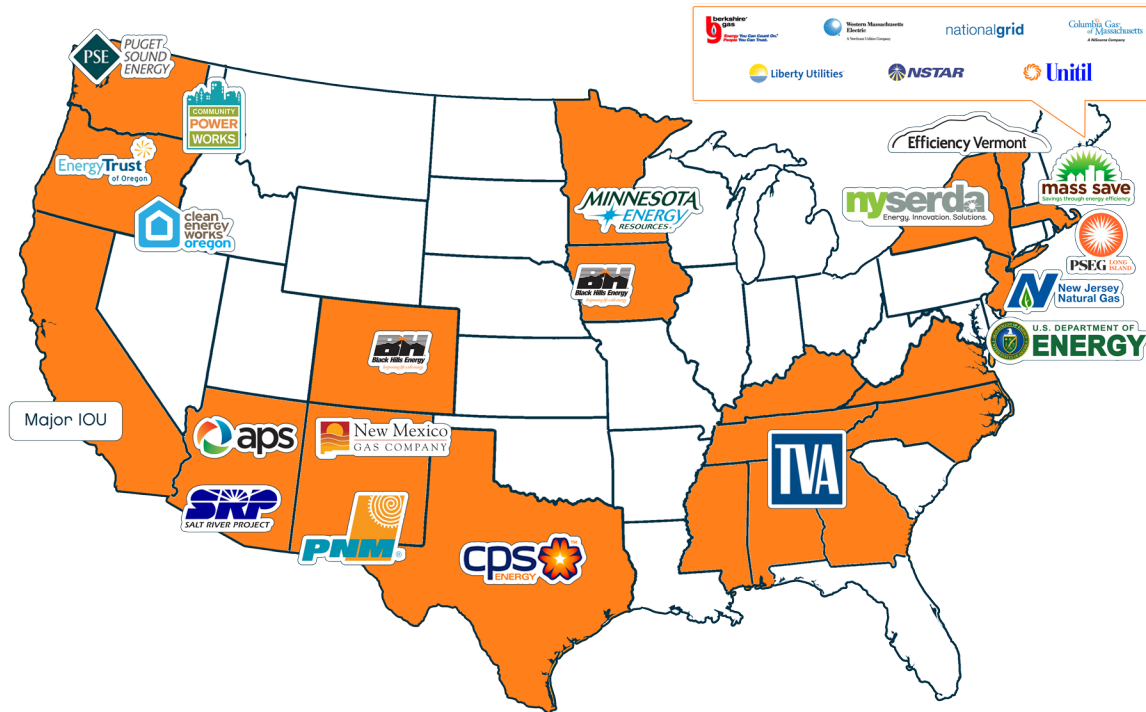 berkshire
gas
Energy You Can Count On.®
People You Can Trust.
Western Massachusetts
Electric
A Northeast Utilities Company
nationalgrid
Columbia Gas®
of Massachusetts
A NiSource Company
Liberty Utilities
NSTAR
Unitil
PSE
PUGET
SOUND
ENERGY
COMMUNITY
POWER
WORKS
EnergyTrust
of Oregon
clean
energy
works
oregon
MINNESOTA
ENERGY
RESOURCES®
Efficiency Vermont
mass save
Savings through energy efficiency
nyserda
Energy. Innovation. Solutions.
PSEG LONG
ISLAND
New Jersey
Natural Gas
U.S. DEPARTMENT OF
ENERGY
BH
Black Hills Energy
BH
Black Hills Energy
Major IOU
aps
New Mexico
GAS COMPANY
SRP
SALT RIVER PROJECT
PNM®
cps
ENERGY
TM
TVA